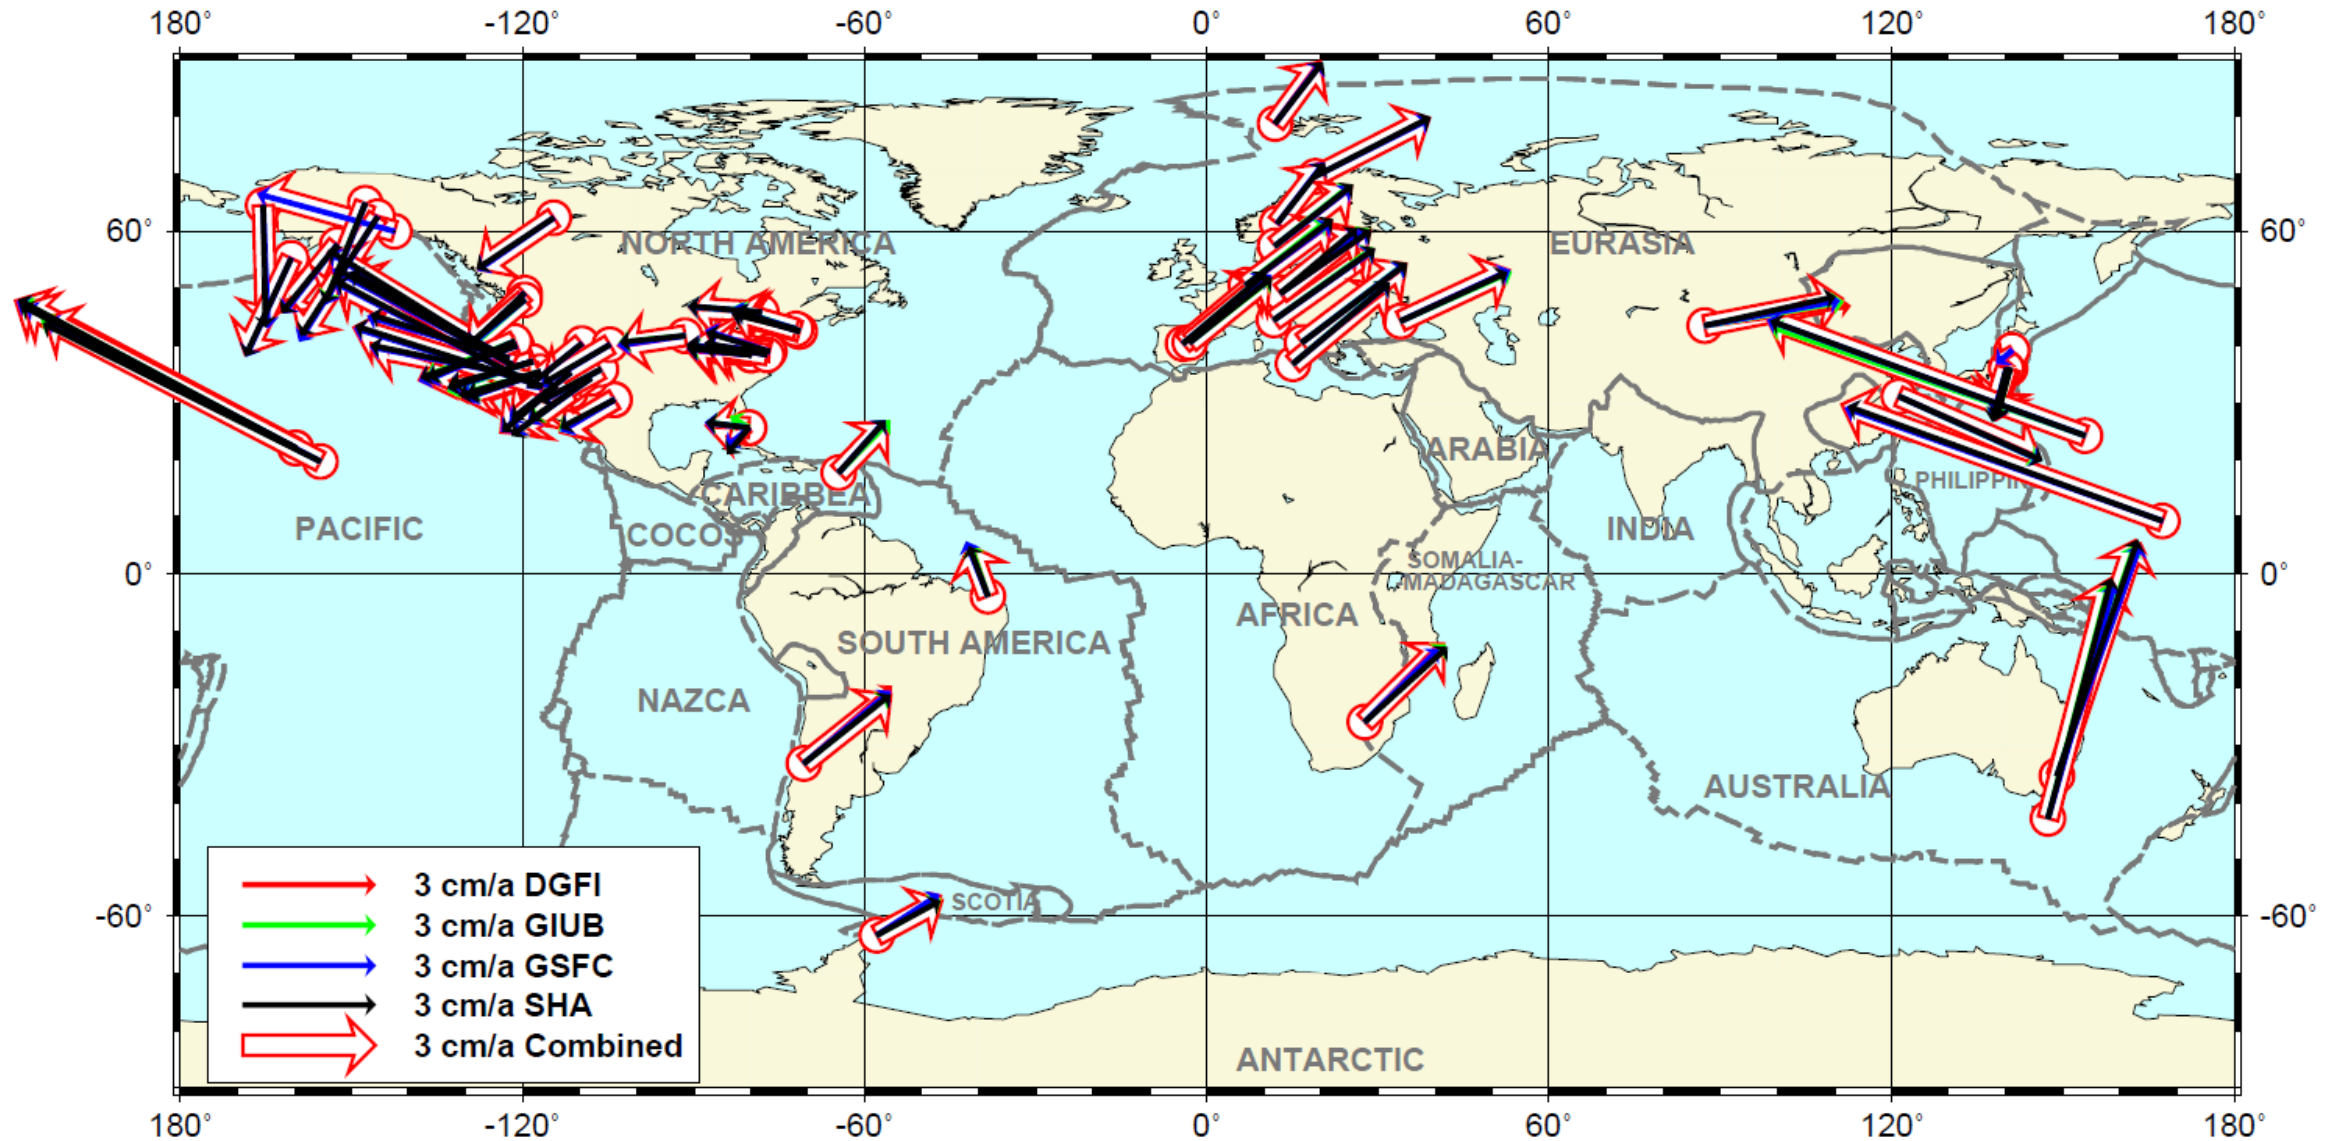 180° -120° -60° 0° 60° 120° 180°
60° NORTH AMERICA EURASIA 60°
ARABIA
PHILIPPIN
CARIBBEA
PACIFIC COCOS INDIA
0° SOMALIA- 0°
MADAGASCAR
AFRICA
SOUTH AMERICA
NAZCA
AUSTRALIA
3 cm/a DGFI
SCOTIA
-60° 3 cm/a GIUB -60°
3 cm/a GSFC
3 cm/a SHA
3 cm/a Combined
ANTARCTIC
180° -120° -60° 0° 60° 120° 180°